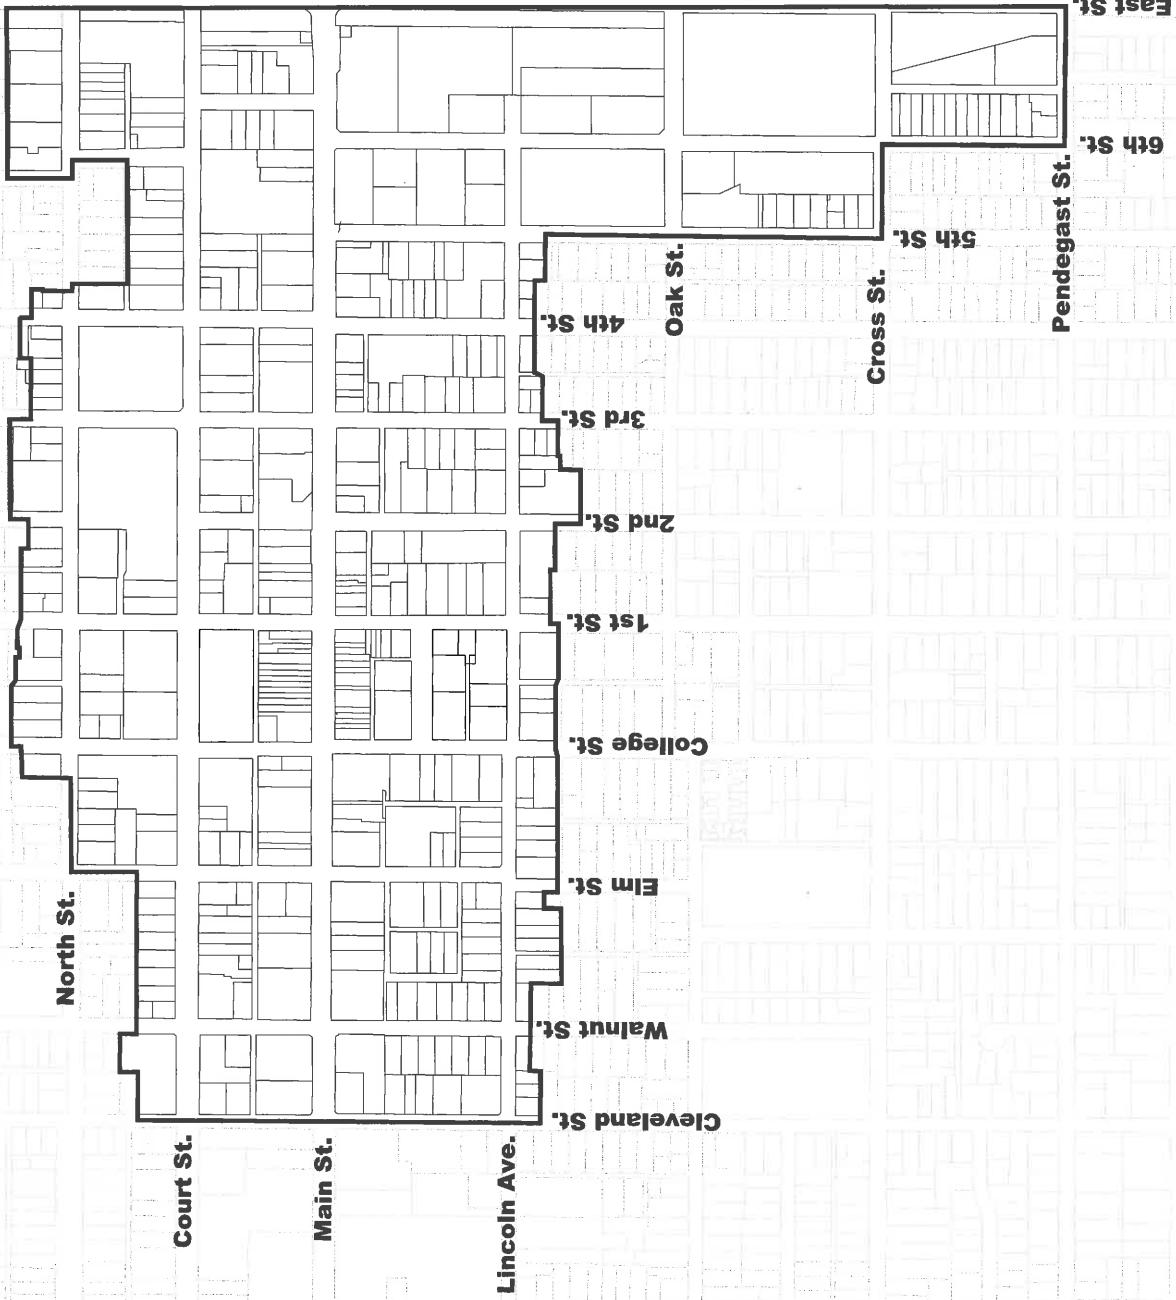 East St.
6th St.
Pendegast St.
5th St.
Oak St.
Cross St.
4th St.
3rd St.
2nd St.
1st St.
College St.
Elm St.
North St.
Walnut St.
Cleveland St.
Court St.
Main St.
Lincoln Ave.